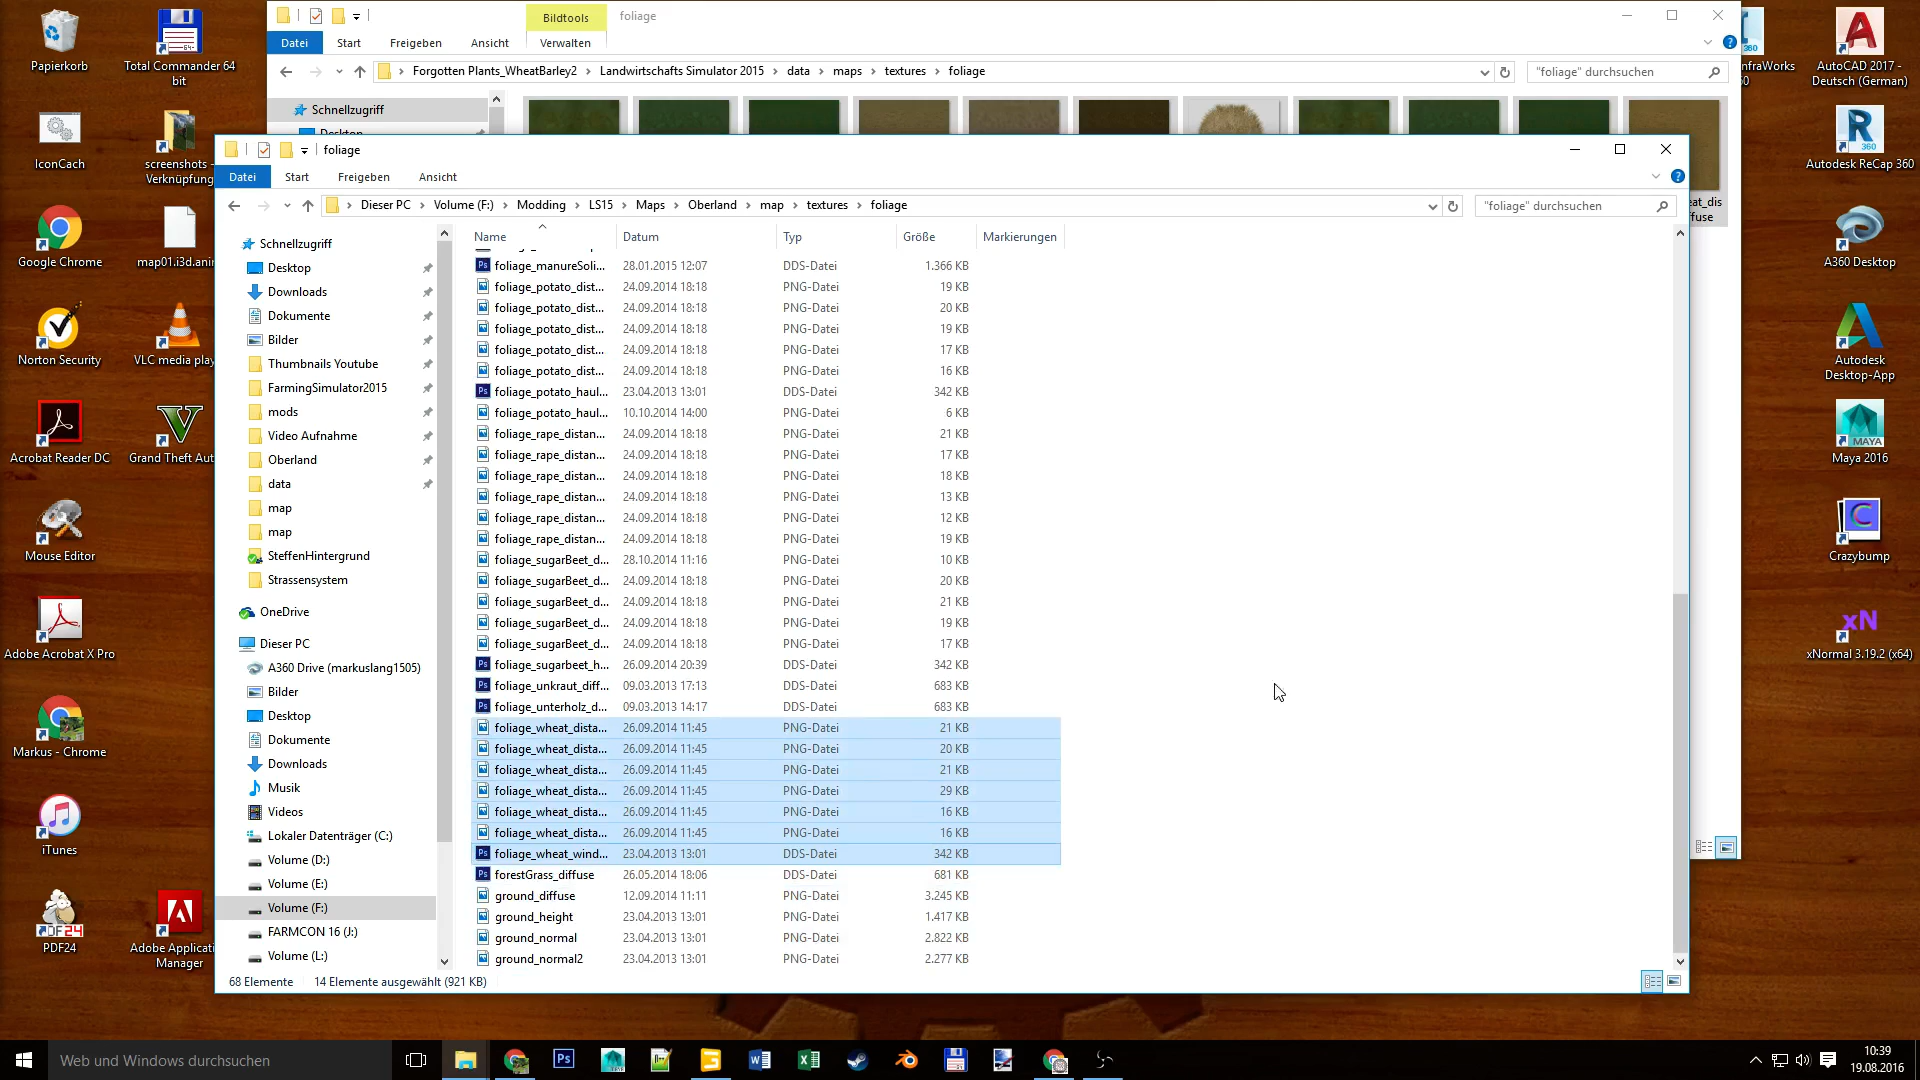 Papierkorb
Total Commander 64 bit
IconCach
screenshots - Verknüpfung
Google Chrome
map01.i3d.anim
Norton Security
VLC media play
Acrobat Reader DC
Grand Theft Aut
Mouse Editor
Adobe Acrobat X Pro
Markus - Chrome
iTunes
PDF24
Adobe Applicati Manager
Bildtools
foliage
Datei
Start
Freigeben
Ansicht
Verwalten
Forgotten Plants_WheatBarley2
Landwirtschafts Simulator 2015
data
maps
textures
foliage
"foliage" durchsuchen
Schnellzugriff
Desktop
eat_dis
fuse
foliage
Datei
Start
Freigeben
Ansicht
Dieser PC
Volume (F:)
Modding
LS15
Maps
Oberland
map
textures
foliage
"foliage" durchsuchen
Schnellzugriff
Desktop
Downloads
Dokumente
Bilder
Thumbnails Youtube
FarmingSimulator2015
mods
Video Aufnahme
Oberland
data
map
map
SteffenHintergrund
Strassensystem
OneDrive
Dieser PC
A360 Drive (markuslang1505)
Bilder
Desktop
Dokumente
Downloads
Musik
Videos
Lokaler Datenträger (C:)
Volume (D:)
Volume (E:)
Volume (F:)
FARMCON 16 (J:)
Volume (L:)
Name Datum Typ Größe Markierungen
foliage_manureSoli... 28.01.2015 12:07 DDS-Datei 1.366 KB
foliage_potato_dist... 24.09.2014 18:18 PNG-Datei 19 KB
foliage_potato_dist... 24.09.2014 18:18 PNG-Datei 20 KB
foliage_potato_dist... 24.09.2014 18:18 PNG-Datei 19 KB
foliage_potato_dist... 24.09.2014 18:18 PNG-Datei 17 KB
foliage_potato_dist... 24.09.2014 18:18 PNG-Datei 16 KB
foliage_potato_haul... 23.04.2013 13:01 DDS-Datei 342 KB
foliage_potato_haul... 10.10.2014 14:00 PNG-Datei 6 KB
foliage_rape_distan... 24.09.2014 18:18 PNG-Datei 21 KB
foliage_rape_distan... 24.09.2014 18:18 PNG-Datei 17 KB
foliage_rape_distan... 24.09.2014 18:18 PNG-Datei 18 KB
foliage_rape_distan... 24.09.2014 18:18 PNG-Datei 13 KB
foliage_rape_distan... 24.09.2014 18:18 PNG-Datei 12 KB
foliage_rape_distan... 24.09.2014 18:18 PNG-Datei 19 KB
foliage_sugarBeet_d... 28.10.2014 11:16 PNG-Datei 10 KB
foliage_sugarBeet_d... 24.09.2014 18:18 PNG-Datei 20 KB
foliage_sugarBeet_d... 24.09.2014 18:18 PNG-Datei 21 KB
foliage_sugarBeet_d... 24.09.2014 18:18 PNG-Datei 19 KB
foliage_sugarBeet_d... 24.09.2014 18:18 PNG-Datei 17 KB
foliage_sugarbeet_h... 26.09.2014 20:39 DDS-Datei 342 KB
foliage_unkraut_diff... 09.03.2013 17:13 DDS-Datei 683 KB
foliage_unterholz_d... 09.03.2013 14:17 DDS-Datei 683 KB
foliage_wheat_dista... 26.09.2014 11:45 PNG-Datei 21 KB
foliage_wheat_dista... 26.09.2014 11:45 PNG-Datei 20 KB
foliage_wheat_dista... 26.09.2014 11:45 PNG-Datei 21 KB
foliage_wheat_dista... 26.09.2014 11:45 PNG-Datei 29 KB
foliage_wheat_dista... 26.09.2014 11:45 PNG-Datei 16 KB
foliage_wheat_dista... 26.09.2014 11:45 PNG-Datei 16 KB
foliage_wheat_wind... 23.04.2013 13:01 DDS-Datei 342 KB
forestGrass_diffuse 26.05.2014 18:06 DDS-Datei 681 KB
ground_diffuse 12.09.2014 11:11 PNG-Datei 3.245 KB
ground_height 23.04.2013 13:01 PNG-Datei 1.417 KB
ground_normal 23.04.2013 13:01 PNG-Datei 2.822 KB
ground_normal2 23.04.2013 13:01 PNG-Datei 2.277 KB
68 Elemente
14 Elemente ausgewählt (921 KB)
nfraWorks
AutoCAD 2017 - Deutsch (German)
Autodesk ReCap 360
A360 Desktop
Autodesk Desktop-App
Maya 2016
Crazybump
xNormal 3.19.2 (x64)
Web und Windows durchsuchen
10:39
19.08.2016